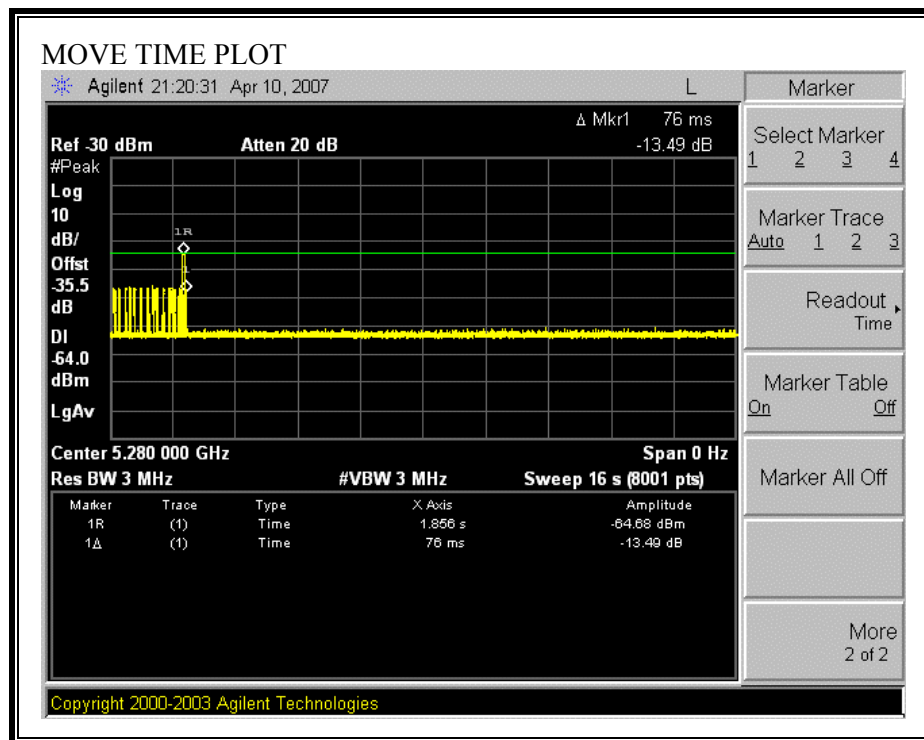 MOVE TIME PLOT
Agilent 21:20:31 Apr 10, 2007 L
Δ Mkr1 76 ms
Ref -30 dBm Atten 20 dB -13.49 dB
#Peak
Log
10
dB/
Offst
-35.5
dB
DI
-64.0
dBm
LgAv
1R
1
Center 5.280 000 GHz Span 0 Hz
Res BW 3 MHz #VBW 3 MHz Sweep 16 s (8001 pts)
Marker Trace Type X Axis Amplitude
1R (1) Time 1.856 s -64.68 dBm
1Δ (1) Time 76 ms -13.49 dB
Copyright 2000-2003 Agilent Technologies
Marker
Select Marker
1 2 3 4
Marker Trace
Auto 1 2 3
Readout
Time
Marker Table
On Off
Marker All Off
More
2 of 2